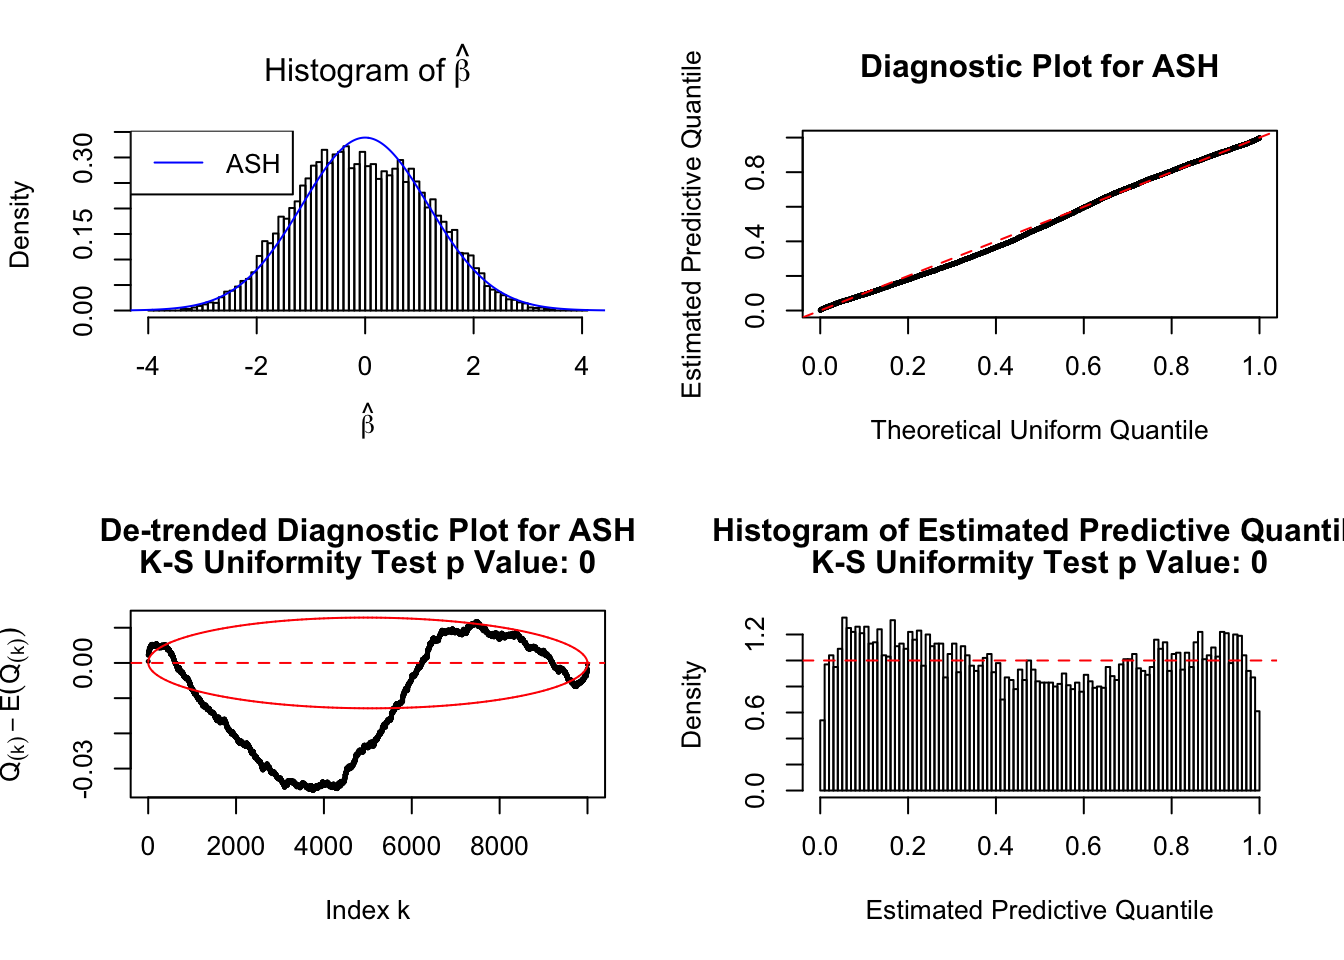 Histogram of β̂
Density
0.00 0.15 0.30
ASH
-4 -2 0 2 4
β̂
Diagnostic Plot for ASH
Estimated Predictive Quantile
0.0 0.4 0.8
0.0 0.2 0.4 0.6 0.8 1.0
Theoretical Uniform Quantile
De-trended Diagnostic Plot for ASH
K-S Uniformity Test p Value: 0
Q(k) − E(Q(k))
-0.03 0.00
0 2000 4000 6000 8000
Index k
Histogram of Estimated Predictive Quantil
K-S Uniformity Test p Value: 0
Density
0.0 0.6 1.2
0.0 0.2 0.4 0.6 0.8 1.0
Estimated Predictive Quantile